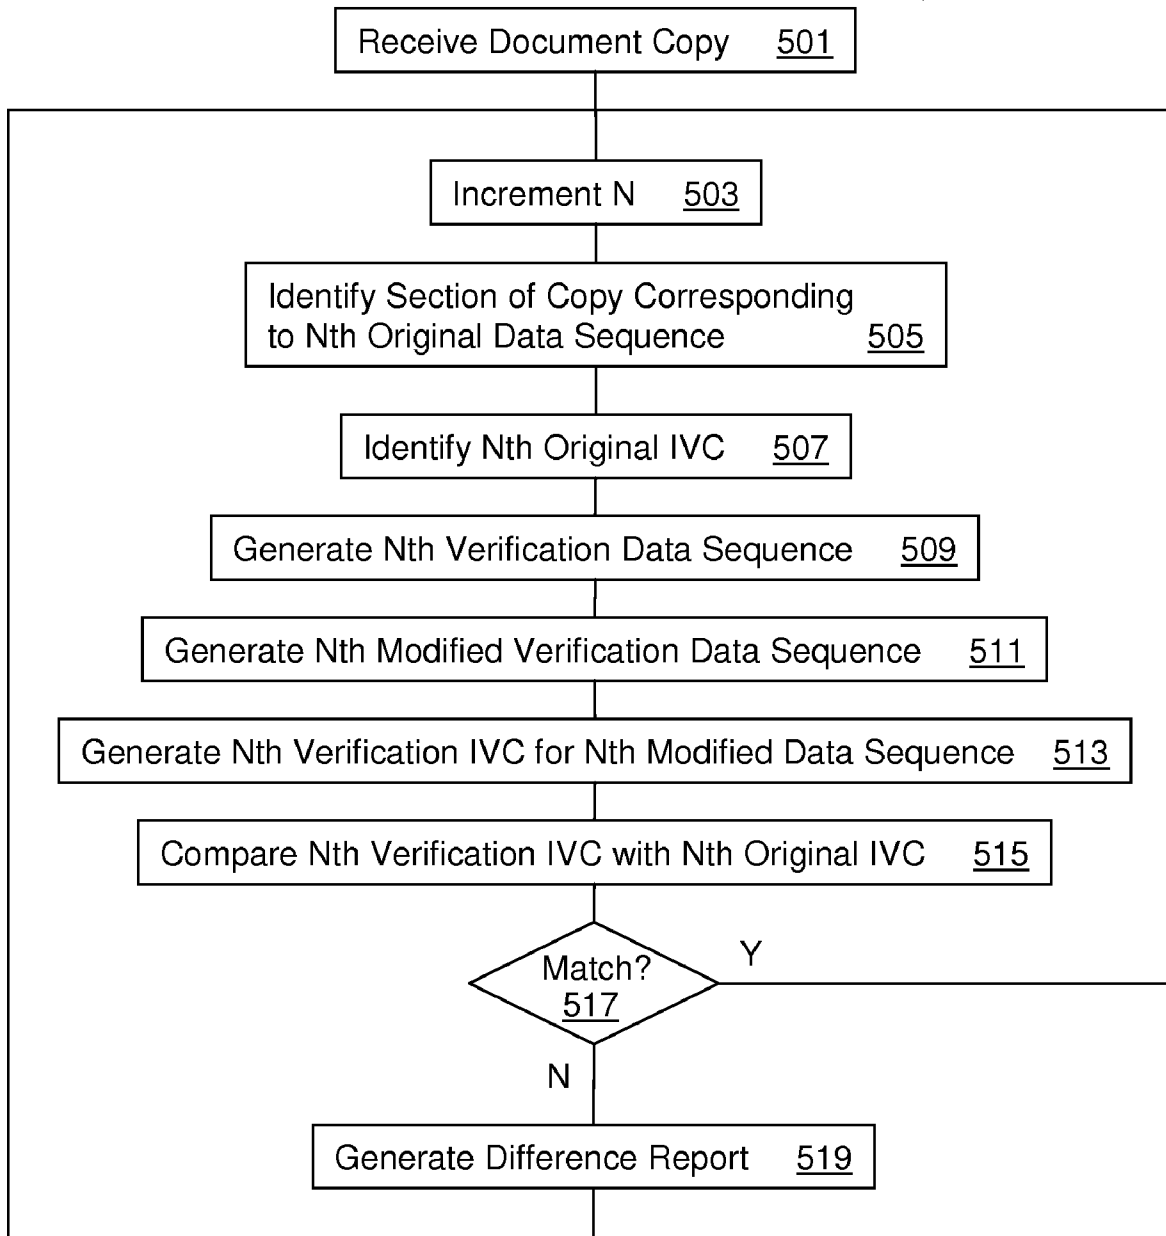 Receive Document Copy 501
Increment N 503
Identify Section of Copy Corresponding
to Nth Original Data Sequence 505
Identify Nth Original IVC 507
Generate Nth Verification Data Sequence 509
Generate Nth Modified Verification Data Sequence 511
Generate Nth Verification IVC for Nth Modified Data Sequence 513
Compare Nth Verification IVC with Nth Original IVC 515
Y
Match?
517
N
Generate Difference Report 519